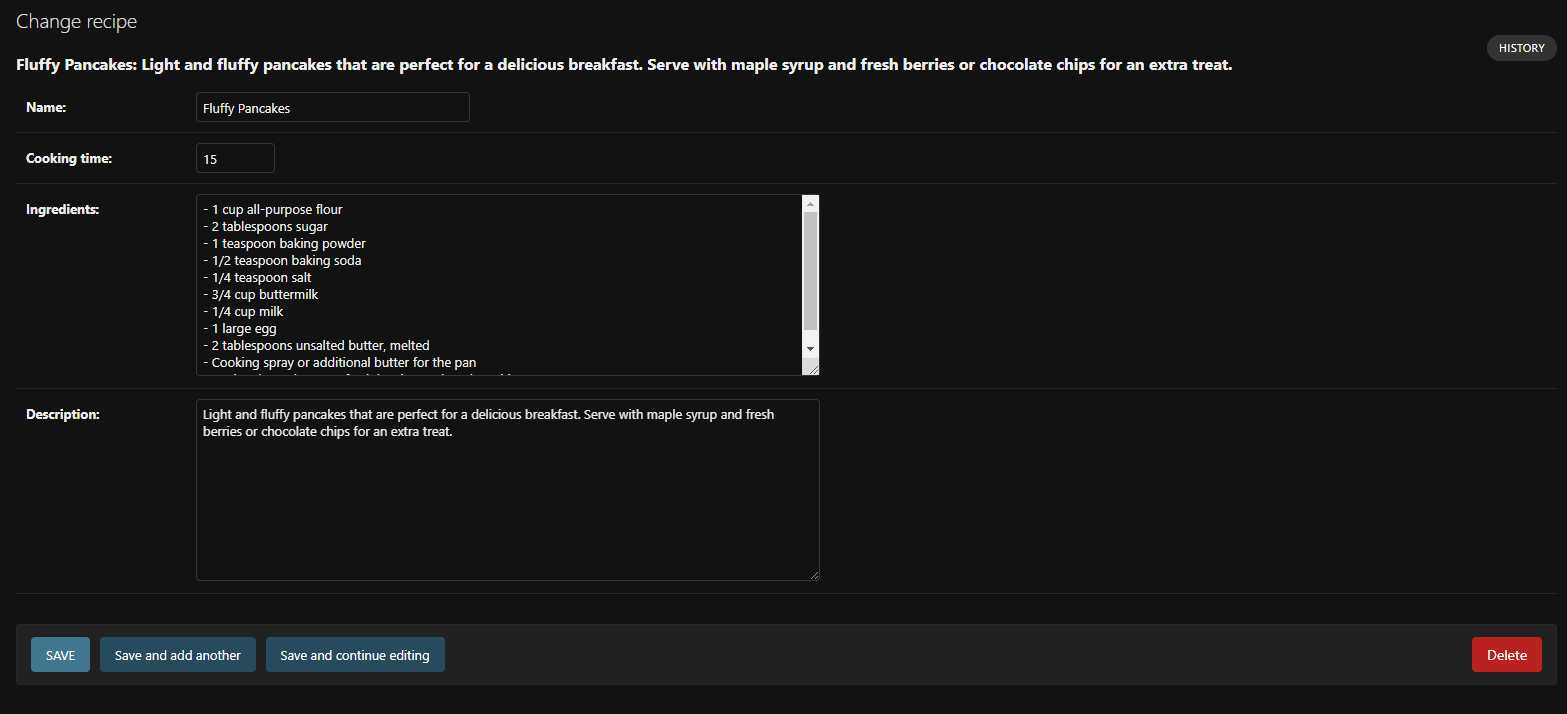 Change recipe
HISTORY
Fluffy Pancakes: Light and fluffy pancakes that are perfect for a delicious breakfast. Serve with maple syrup and fresh berries or chocolate chips for an extra treat.
Name:
Fluffy Pancakes
Cooking time:
15
Ingredients:
- 1 cup all-purpose flour
- 2 tablespoons sugar
- 1 teaspoon baking powder
- 1/2 teaspoon baking soda
- 1/4 teaspoon salt
- 3/4 cup buttermilk
- 1/4 cup milk
- 1 large egg
- 2 tablespoons unsalted butter, melted
- Cooking spray or additional butter for the pan
Description:
Light and fluffy pancakes that are perfect for a delicious breakfast. Serve with maple syrup and fresh
berries or chocolate chips for an extra treat.
SAVE
Save and add another
Save and continue editing
Delete